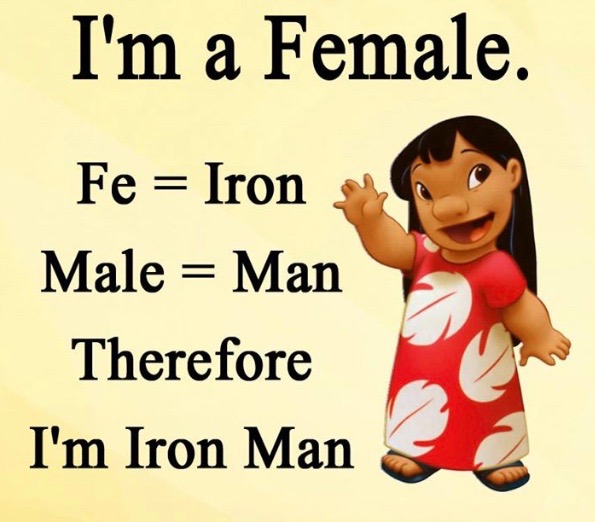 I'm a Female.
Fe = Iron
Male = Man
Therefore
I'm Iron Man